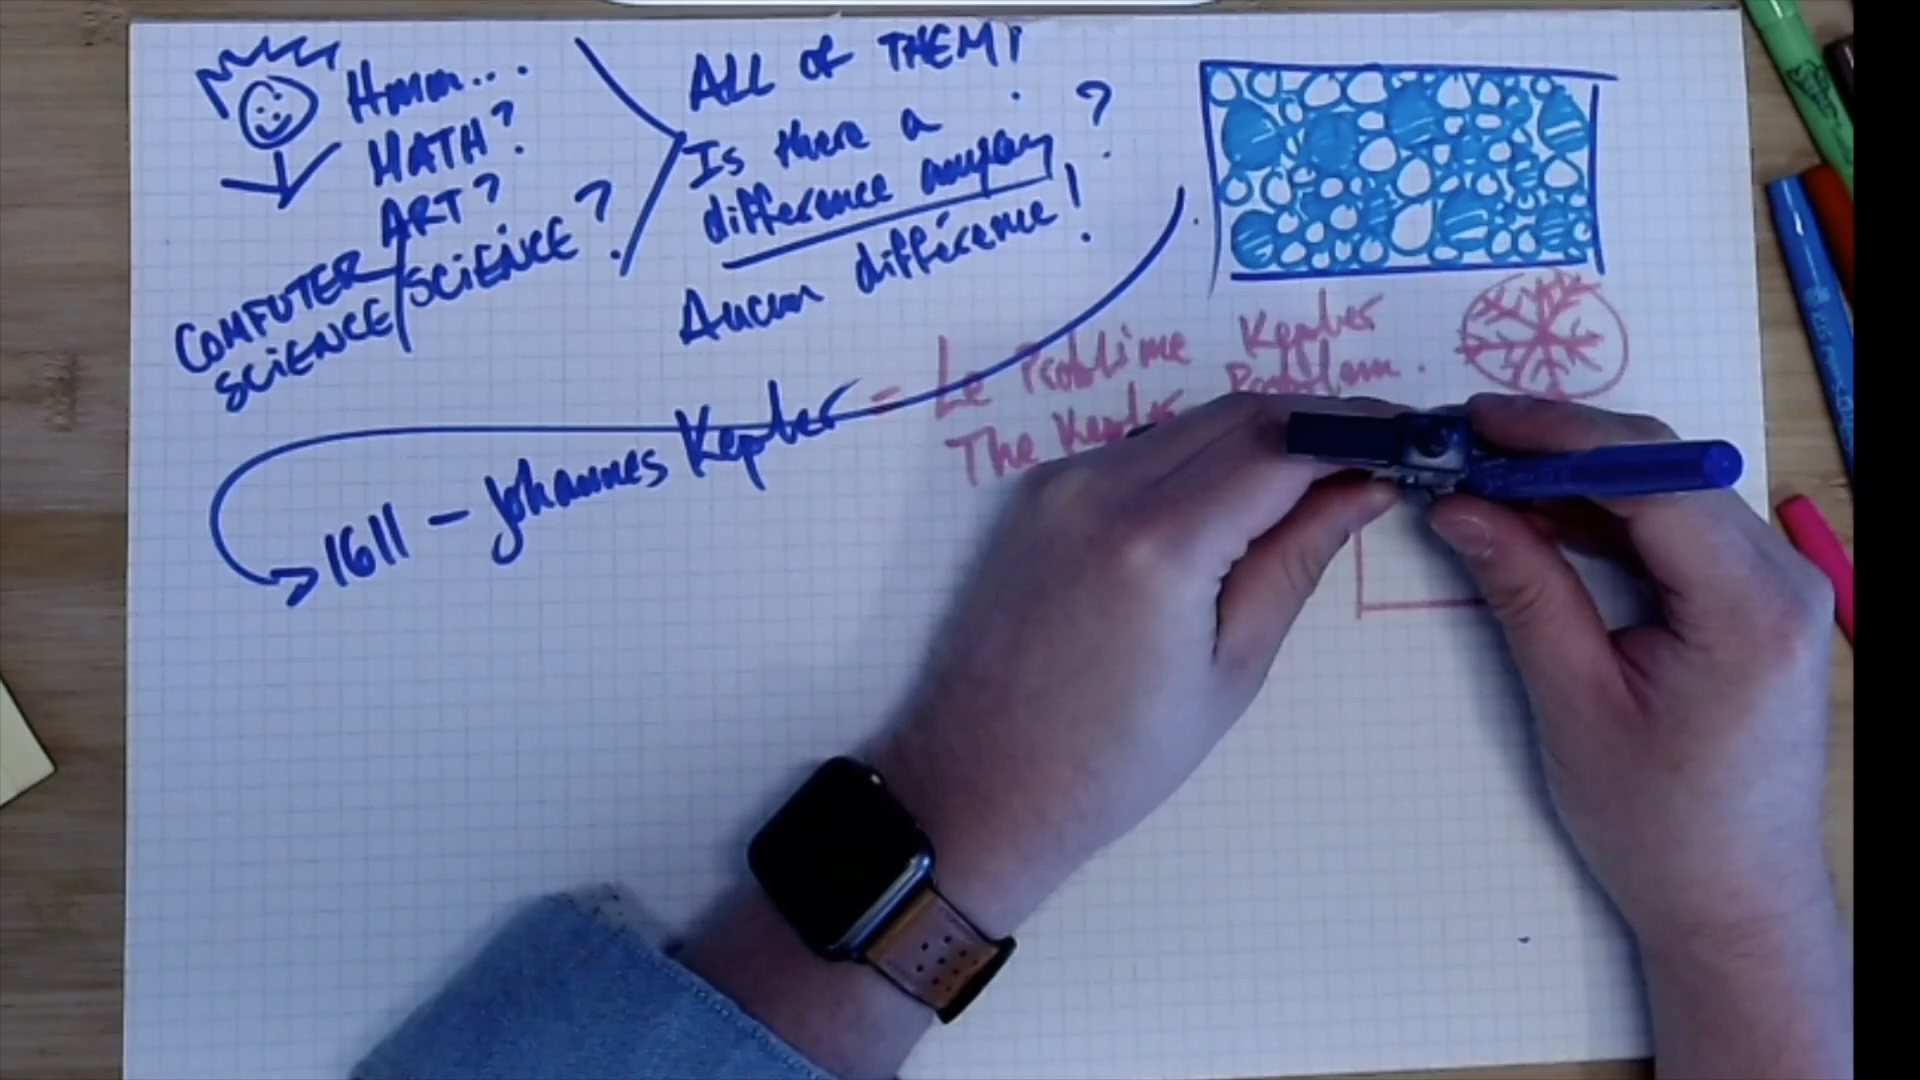 Hmm...
MATH?
ART?
COMPUTER SCIENCE / SCIENCE?
ALL OF THEM!
Is there a
difference anyway?
Aucun différence!
1611 - Johannes Kepler = Le Problime Kepler
The Kepler Problem.